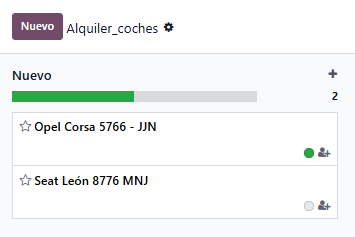 Nuevo Alquiler_coches
Nuevo
2
Opel Corsa 5766 - JJN
Seat León 8776 MNJ